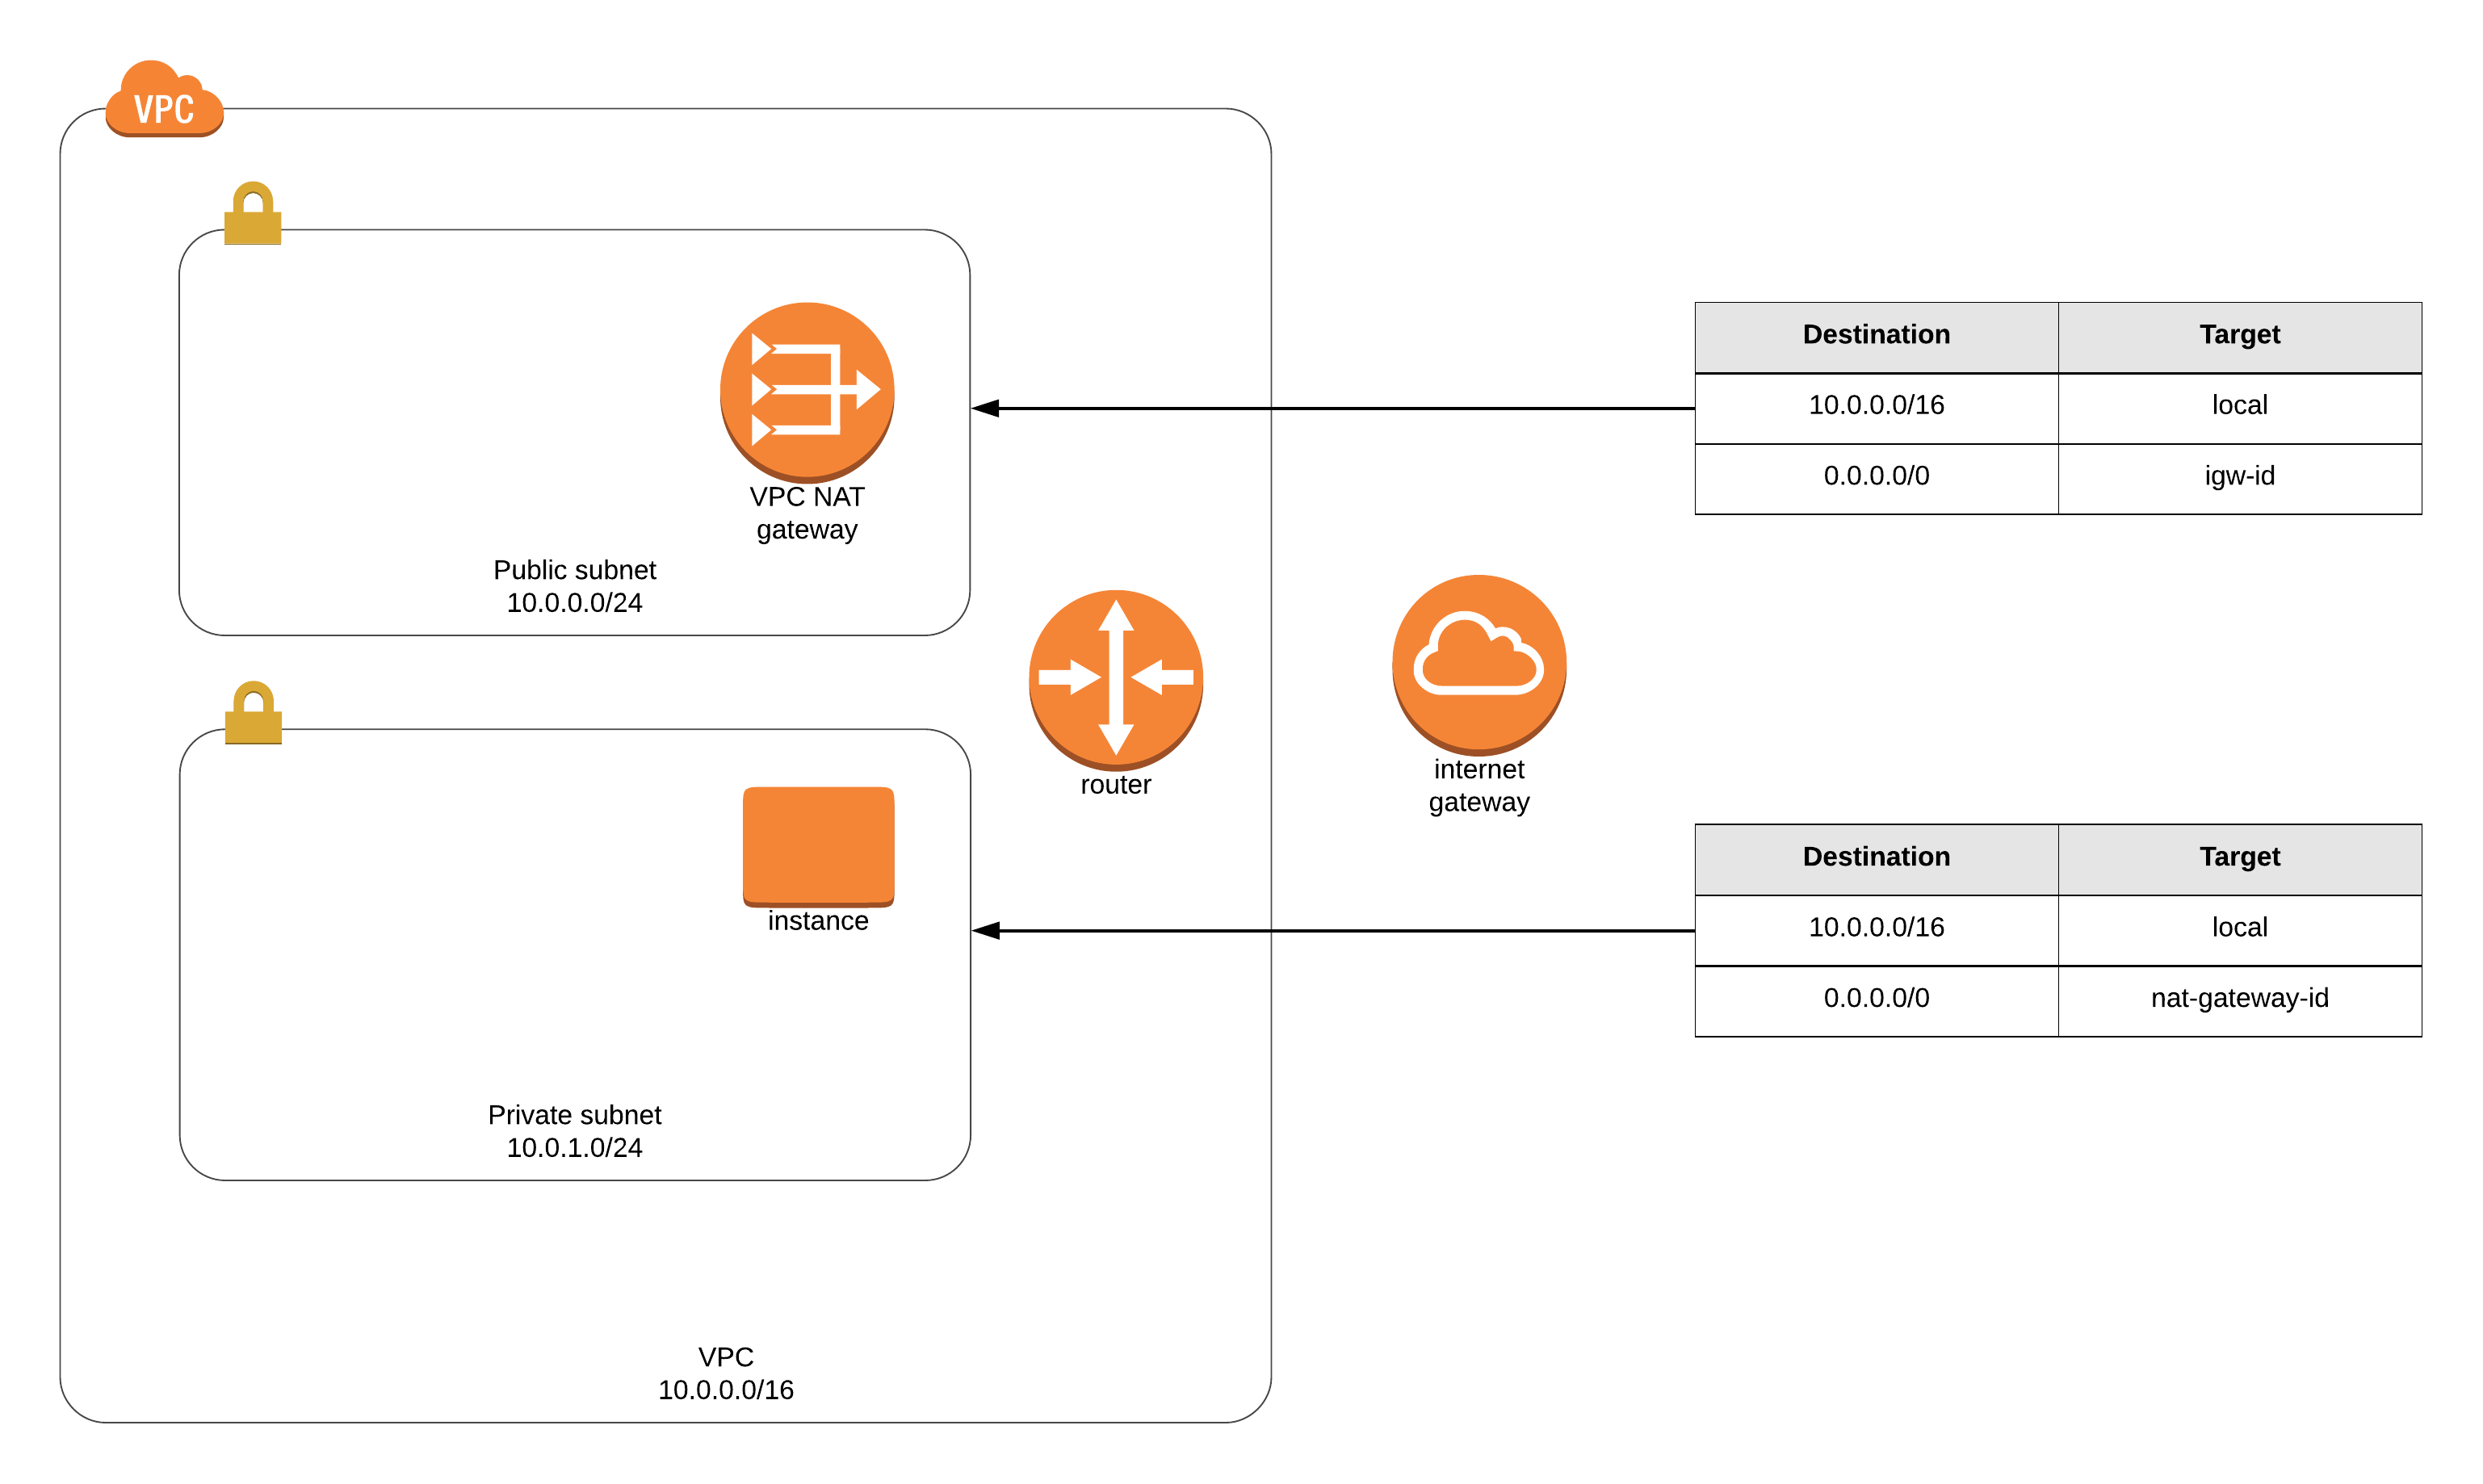 VPC
VPC NAT
gateway
Public subnet
10.0.0.0/24
Destination Target
10.0.0.0/16 local
0.0.0.0/0 igw-id
router
internet
gateway
instance
Private subnet
10.0.1.0/24
Destination Target
10.0.0.0/16 local
0.0.0.0/0 nat-gateway-id
VPC
10.0.0.0/16